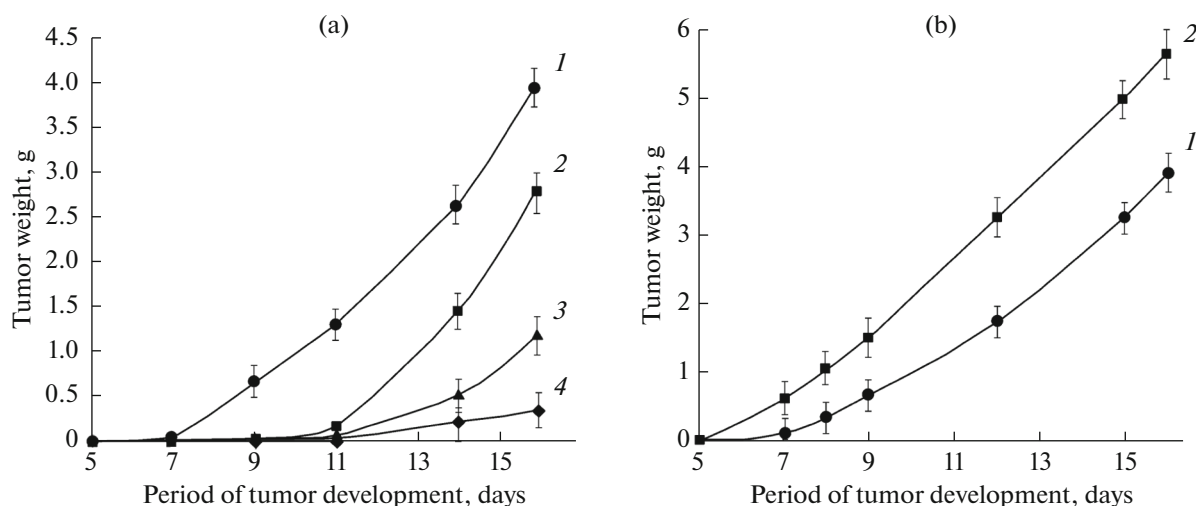 (a)
4.5
4.0
3.5
3.0
2.5
2.0
1.5
1.0
0.5
0
Tumor weight, g
1
2
3
4
5 7 9 11 13 15
Period of tumor development, days
(b)
6
5
4
3
2
1
0
Tumor weight, g
2
1
5 7 9 11 13 15
Period of tumor development, days